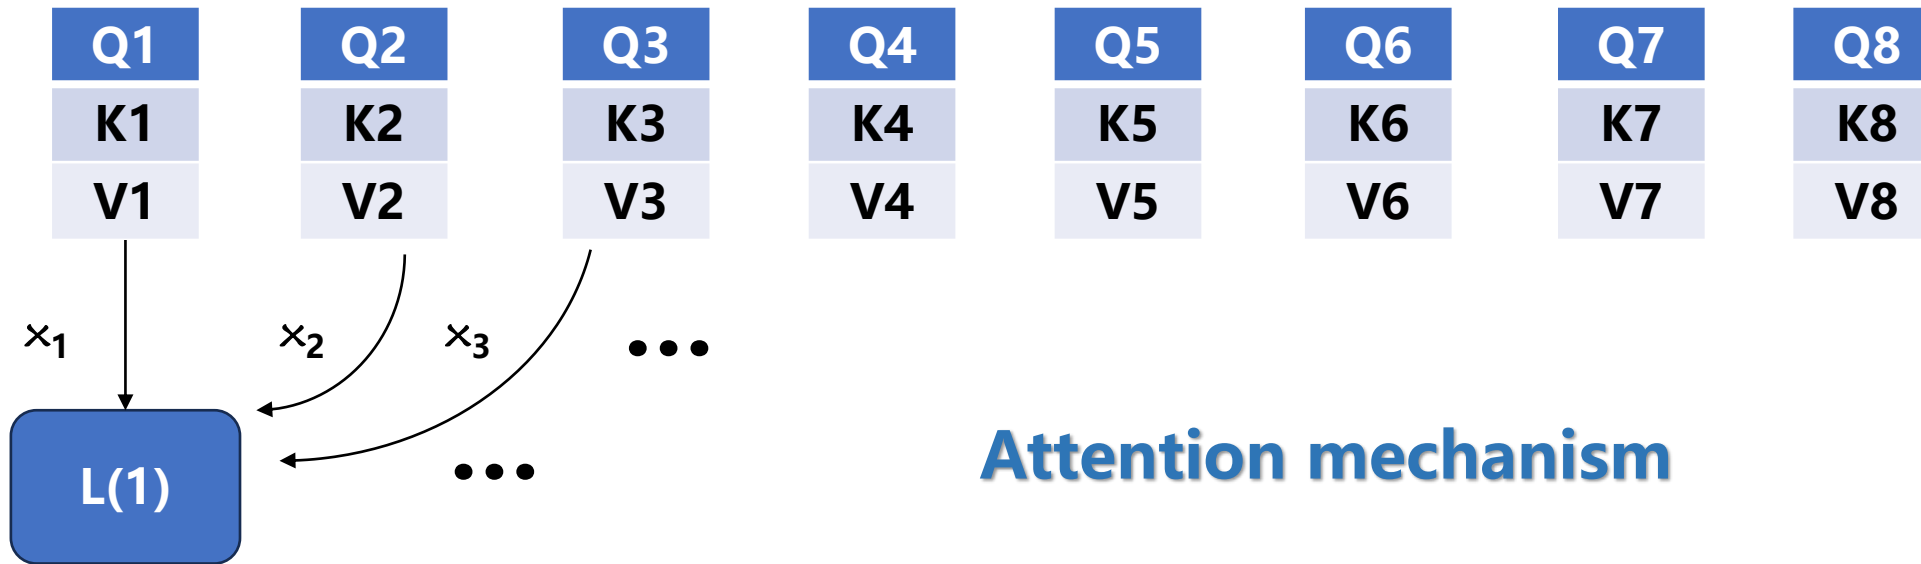 Q1 Q2 Q3 Q4 Q5 Q6 Q7 Q8
K1 K2 K3 K4 K5 K6 K7 K8
V1 V2 V3 V4 V5 V6 V7 V8
×₁ ×₂ ×₃ •••
•••
Attention mechanism
L(1)